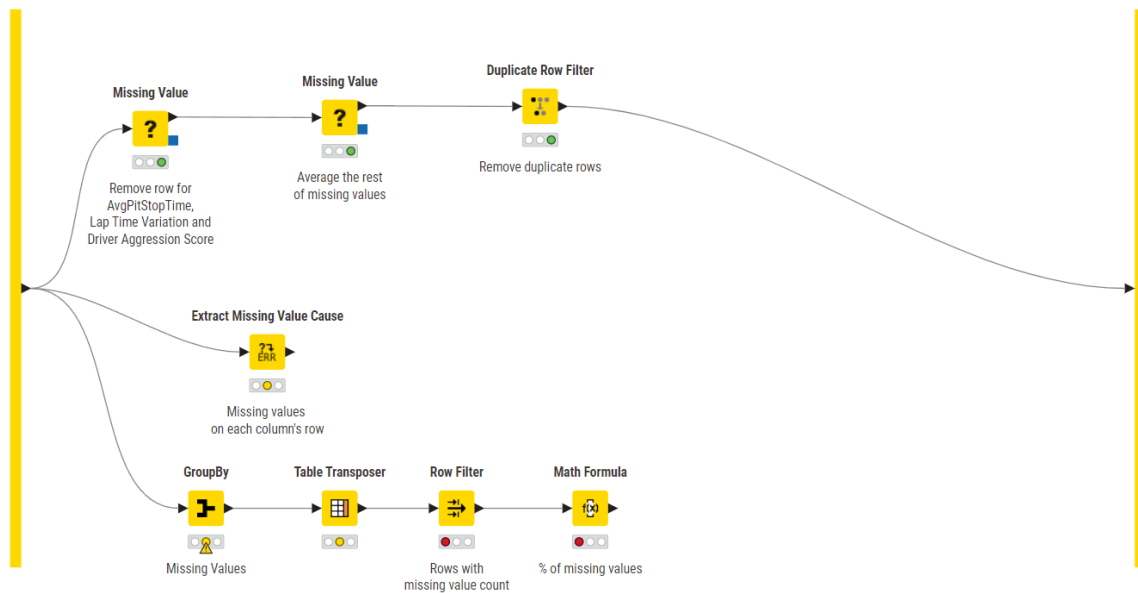 Duplicate Row Filter
Missing Value
Missing Value
?
?
Remove duplicate rows
Average the rest
of missing values
Remove row for
AvgPitStopTime,
Lap Time Variation and
Driver Aggression Score
Extract Missing Value Cause
?
ERR
Missing values
on each column's row
GroupBy
Table Transposer
Row Filter
Math Formula
f(x)
Missing Values
Rows with
missing value count
% of missing values